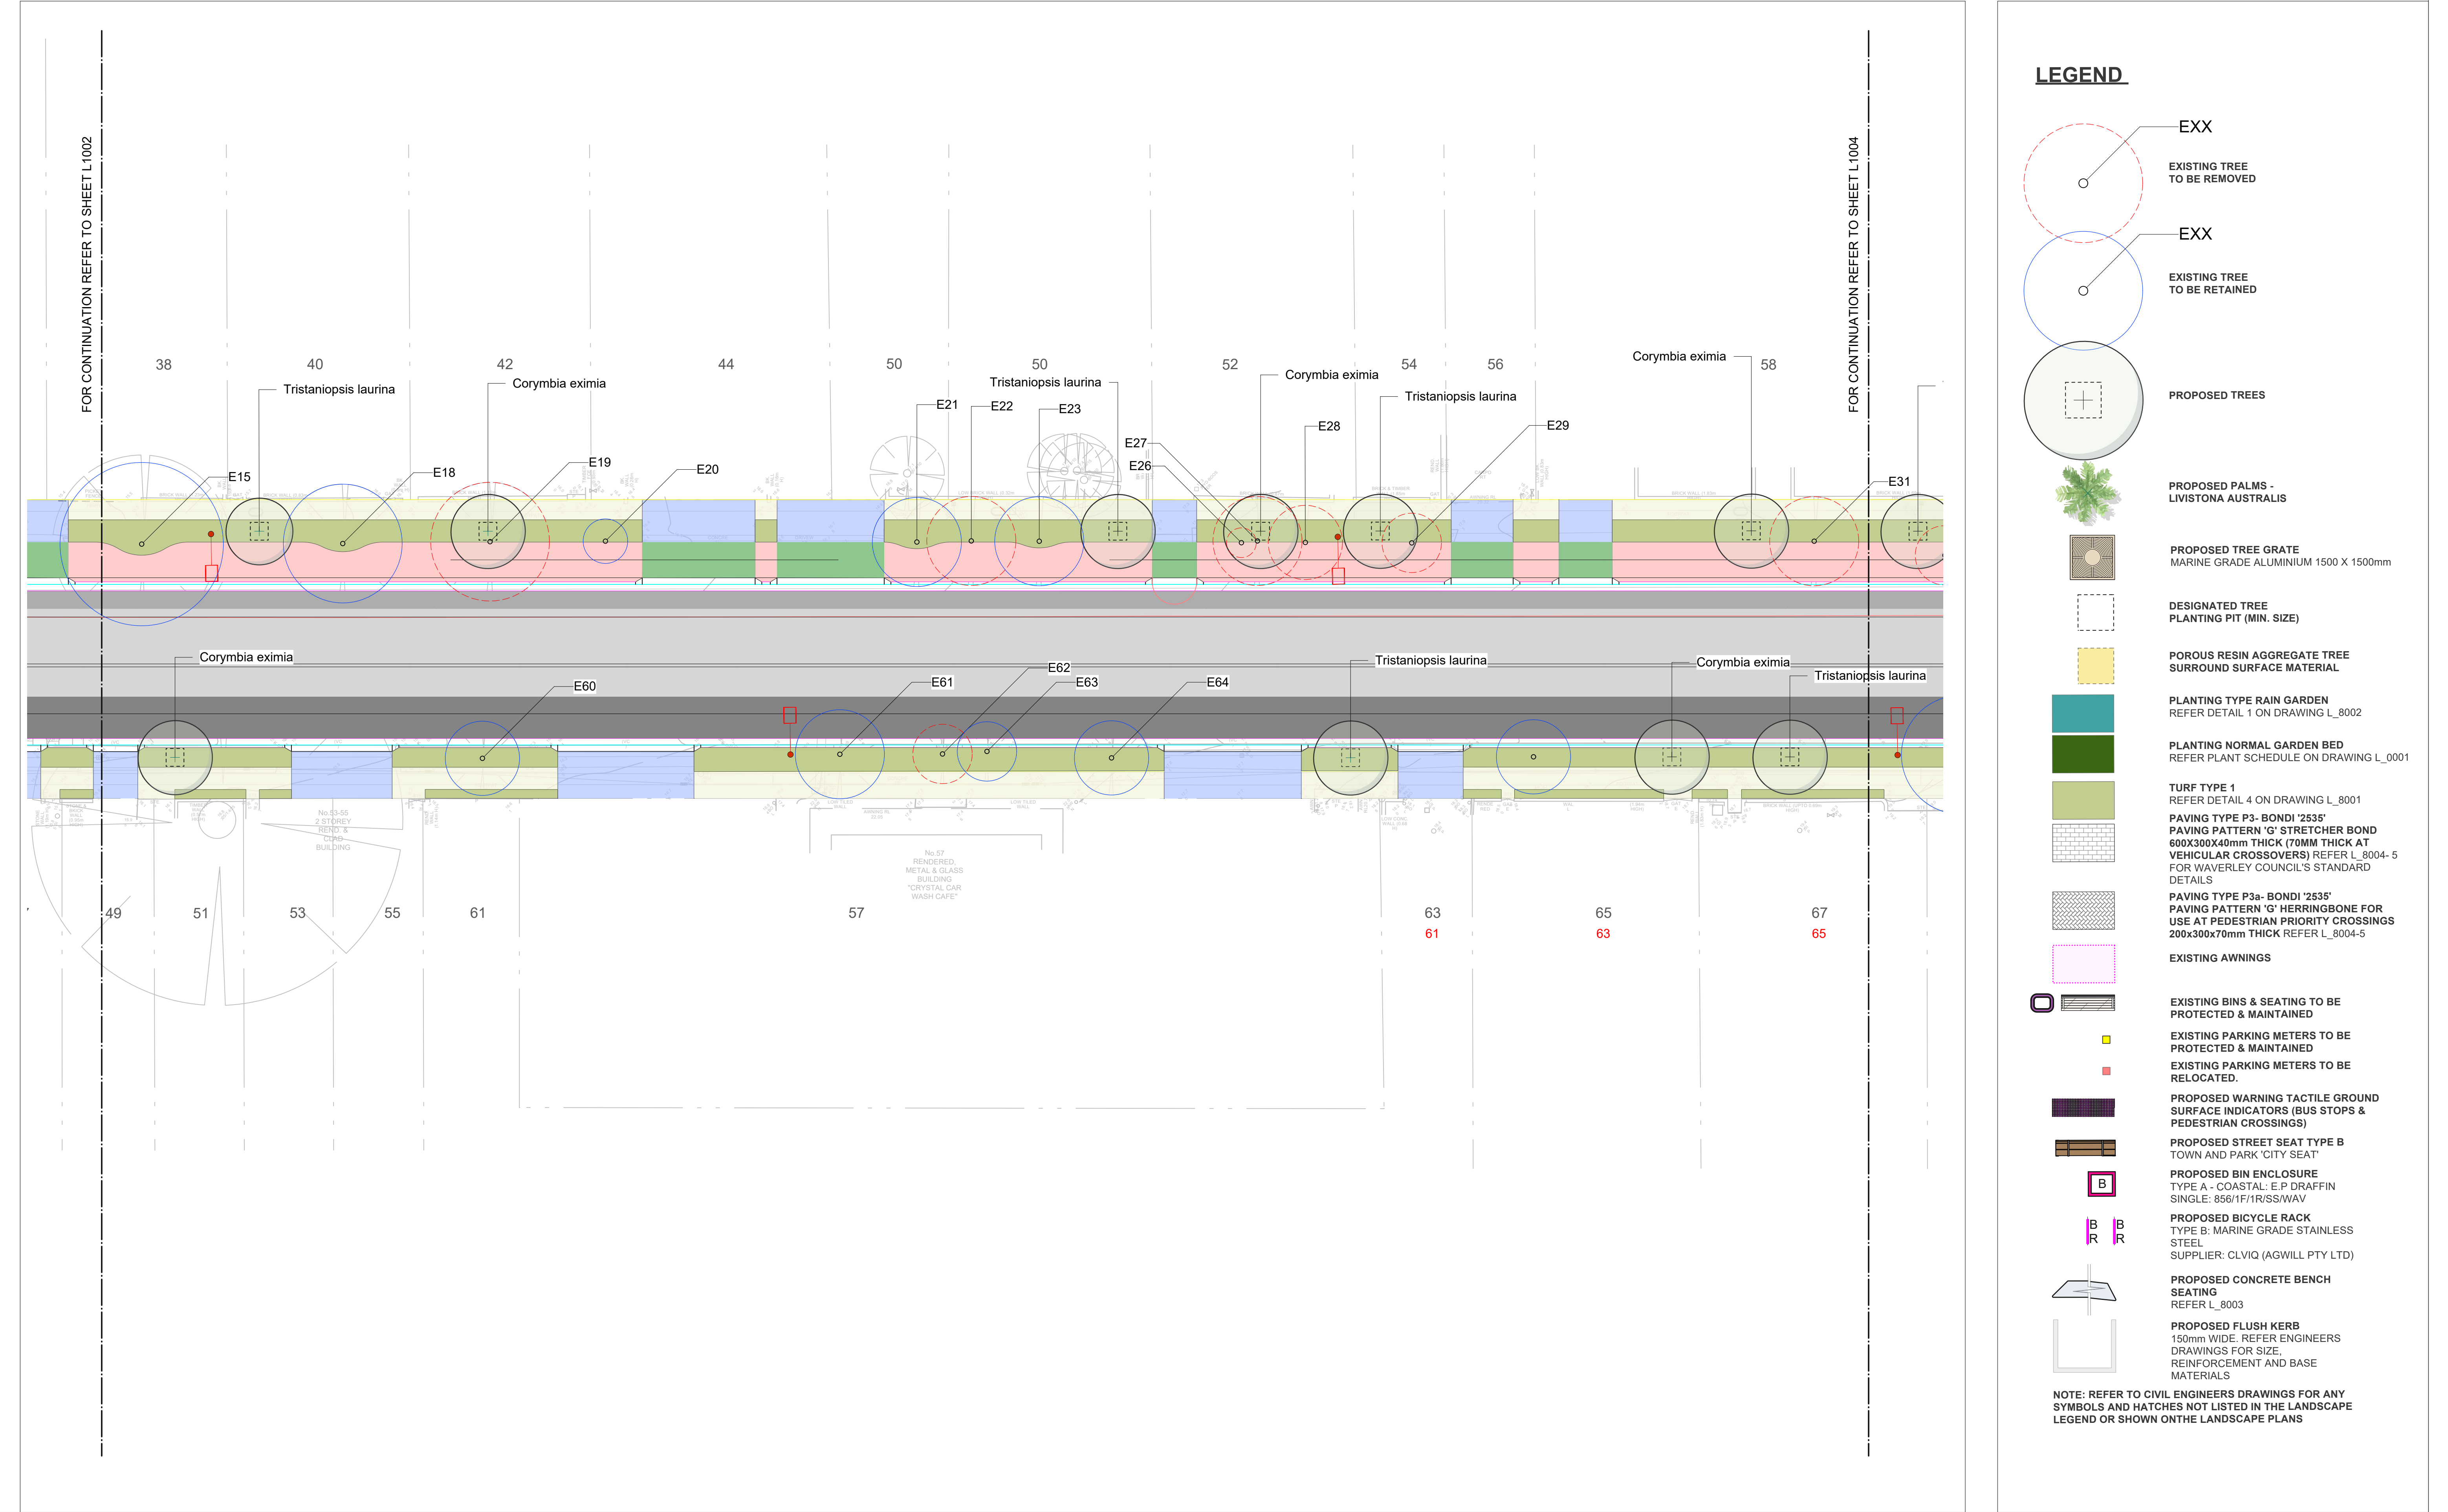 FOR CONTINUATION REFER TO SHEET L1002
FOR CONTINUATION REFER TO SHEET L1004
38
40
42
44
50
50
52
54
56
58
Tristaniopsis laurina
Corymbia eximia
Tristaniopsis laurina
Corymbia eximia
Tristaniopsis laurina
Corymbia eximia
E15
E18
E19
E20
E21
E22
E23
E27
E26
E28
E29
E31
Corymbia eximia
E60
E61
E62
E63
E64
Tristaniopsis laurina
Corymbia eximia
Tristaniopsis laurina
No.53-55
2 STOREY
REND. &
CLAD
BUILDING
LOW TILED
WALL
AWNING RL
LOW TILED
WALL
No.57
RENDERED,
METAL & GLASS
BUILDING
"CRYSTAL CAR
WASH CAFE"
49
51
53
55
61
57
63
65
67
61
63
65
LEGEND
EXX
EXISTING TREE
TO BE REMOVED
EXX
EXISTING TREE
TO BE RETAINED
PROPOSED TREES
PROPOSED PALMS -
LIVISTONA AUSTRALIS
PROPOSED TREE GRATE
MARINE GRADE ALUMINIUM 1500 X 1500mm
DESIGNATED TREE
PLANTING PIT (MIN. SIZE)
POROUS RESIN AGGREGATE TREE
SURROUND SURFACE MATERIAL
PLANTING TYPE RAIN GARDEN
REFER DETAIL 1 ON DRAWING L_8002
PLANTING NORMAL GARDEN BED
REFER PLANT SCHEDULE ON DRAWING L_0001
TURF TYPE 1
REFER DETAIL 4 ON DRAWING L_8001
PAVING TYPE P3- BONDI '2535'
PAVING PATTERN 'G' STRETCHER BOND
600X300X40mm THICK (70MM THICK AT
VEHICULAR CROSSOVERS) REFER L_8004- 5
FOR WAVERLEY COUNCIL'S STANDARD
DETAILS
PAVING TYPE P3a- BONDI '2535'
PAVING PATTERN 'G' HERRINGBONE FOR
USE AT PEDESTRIAN PRIORITY CROSSINGS
200x300x70mm THICK REFER L_8004-5
EXISTING AWNINGS
EXISTING BINS & SEATING TO BE
PROTECTED & MAINTAINED
EXISTING PARKING METERS TO BE
PROTECTED & MAINTAINED
EXISTING PARKING METERS TO BE
RELOCATED.
PROPOSED WARNING TACTILE GROUND
SURFACE INDICATORS (BUS STOPS &
PEDESTRIAN CROSSINGS)
PROPOSED STREET SEAT TYPE B
TOWN AND PARK 'CITY SEAT'
B
PROPOSED BIN ENCLOSURE
TYPE A - COASTAL: E.P DRAFFIN
SINGLE: 856/1F/1R/SS/WAV
B B
R R
PROPOSED BICYCLE RACK
TYPE B: MARINE GRADE STAINLESS
STEEL
SUPPLIER: CLVIQ (AGWILL PTY LTD)
PROPOSED CONCRETE BENCH
SEATING
REFER L_8003
PROPOSED FLUSH KERB
150mm WIDE. REFER ENGINEERS
DRAWINGS FOR SIZE,
REINFORCEMENT AND BASE
MATERIALS
NOTE: REFER TO CIVIL ENGINEERS DRAWINGS FOR ANY
SYMBOLS AND HATCHES NOT LISTED IN THE LANDSCAPE
LEGEND OR SHOWN ONTHE LANDSCAPE PLANS